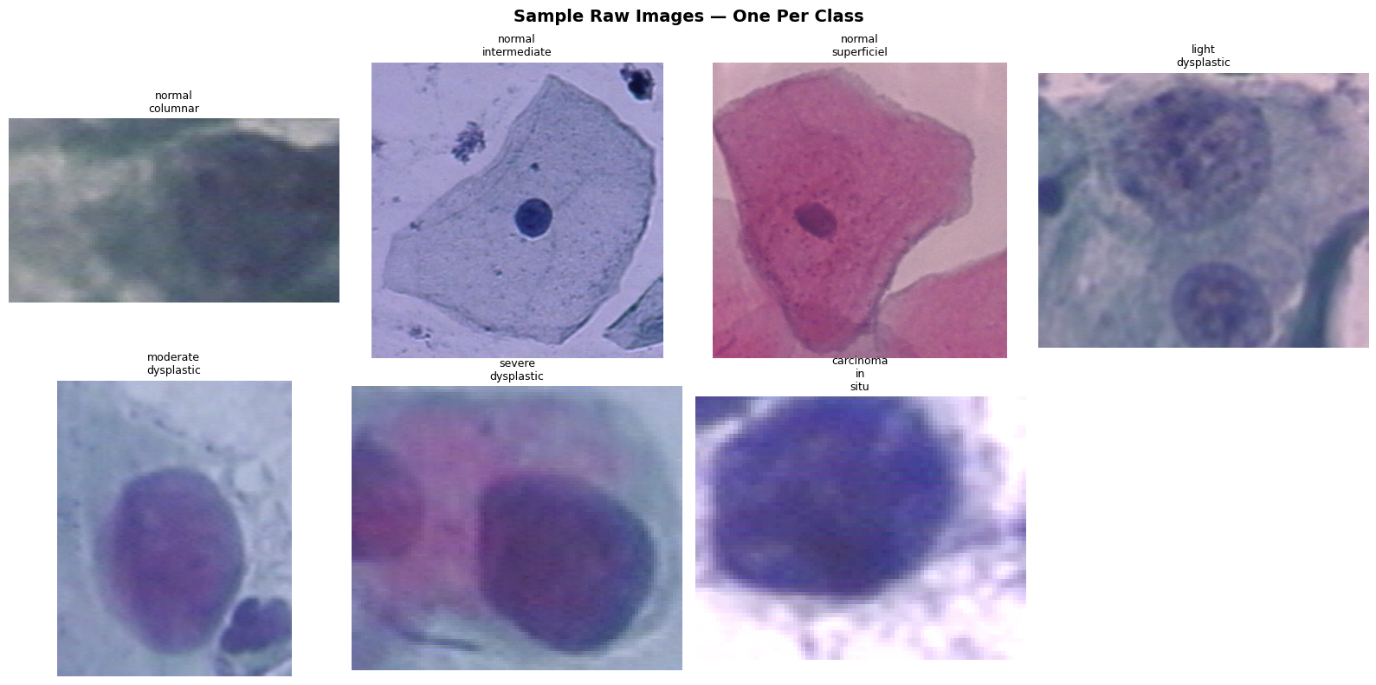 Sample Raw Images — One Per Class
normal
columnar
normal
intermediate
normal
superficiel
light
dysplastic
moderate
dysplastic
severe
dysplastic
carcinoma
in
situ